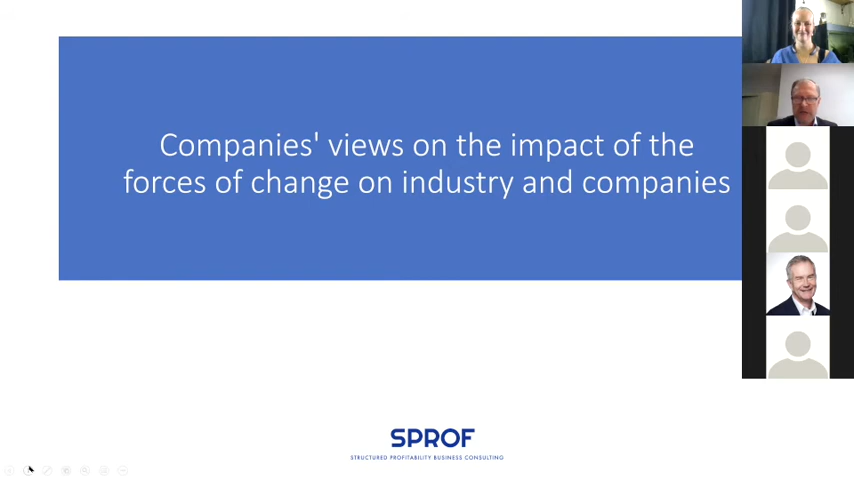 Companies' views on the impact of the
forces of change on industry and companies
SPROF
STRUCTURED PROFITABILITY BUSINESS CONSULTING